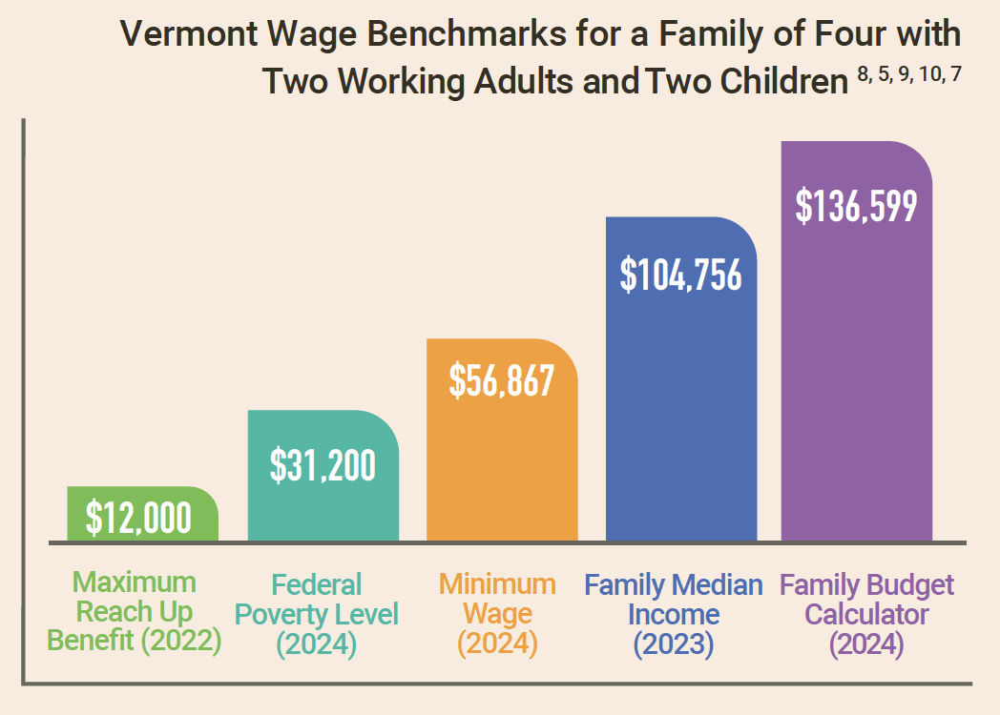 Vermont Wage Benchmarks for a Family of Four with
Two Working Adults and Two Children 8, 5, 9, 10, 7
$12,000
$31,200
$56,867
$104,756
$136,599
Maximum
Reach Up
Benefit (2022)
Federal
Poverty Level
(2024)
Minimum
Wage
(2024)
Family Median
Income
(2023)
Family Budget
Calculator
(2024)